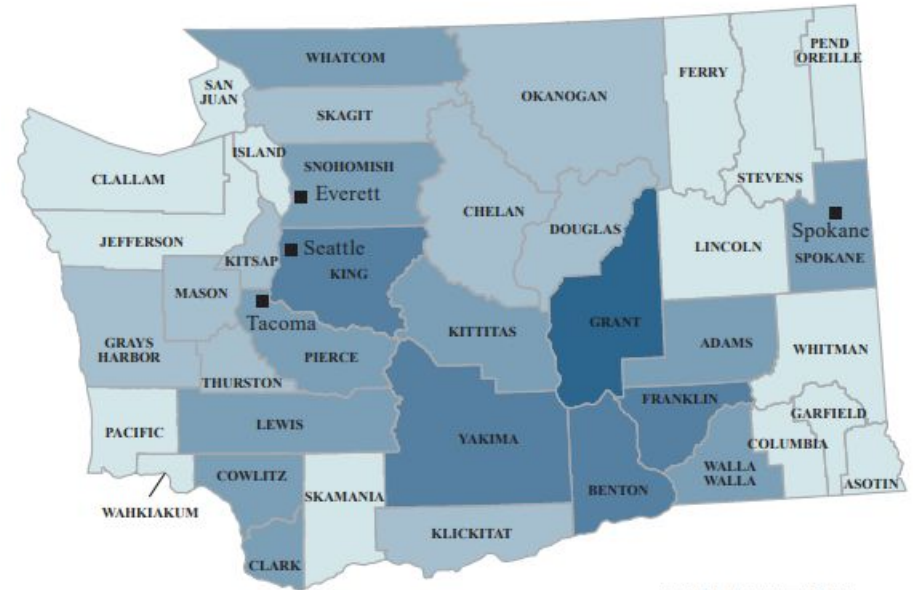 WHATCOM
PEND
OREILLE
FERRY
SAN
JUAN
OKANOGAN
SKAGIT
ISLAND
SNOHOMISH
CLALLAM
STEVENS
Everett
CHELAN
DOUGLAS
JEFFERSON
Seattle
LINCOLN
Spokane
KITSAP
KING
SPOKANE
MASON
Tacoma
GRANT
KITTITAS
ADAMS
GRAYS
HARBOR
PIERCE
WHITMAN
THURSTON
FRANKLIN
GARFIELD
LEWIS
PACIFIC
YAKIMA
COLUMBIA
COWLITZ
WALLA
WALLA
SKAMANIA
BENTON
ASOTIN
WAHKIAKUM
KLICKITAT
CLARK